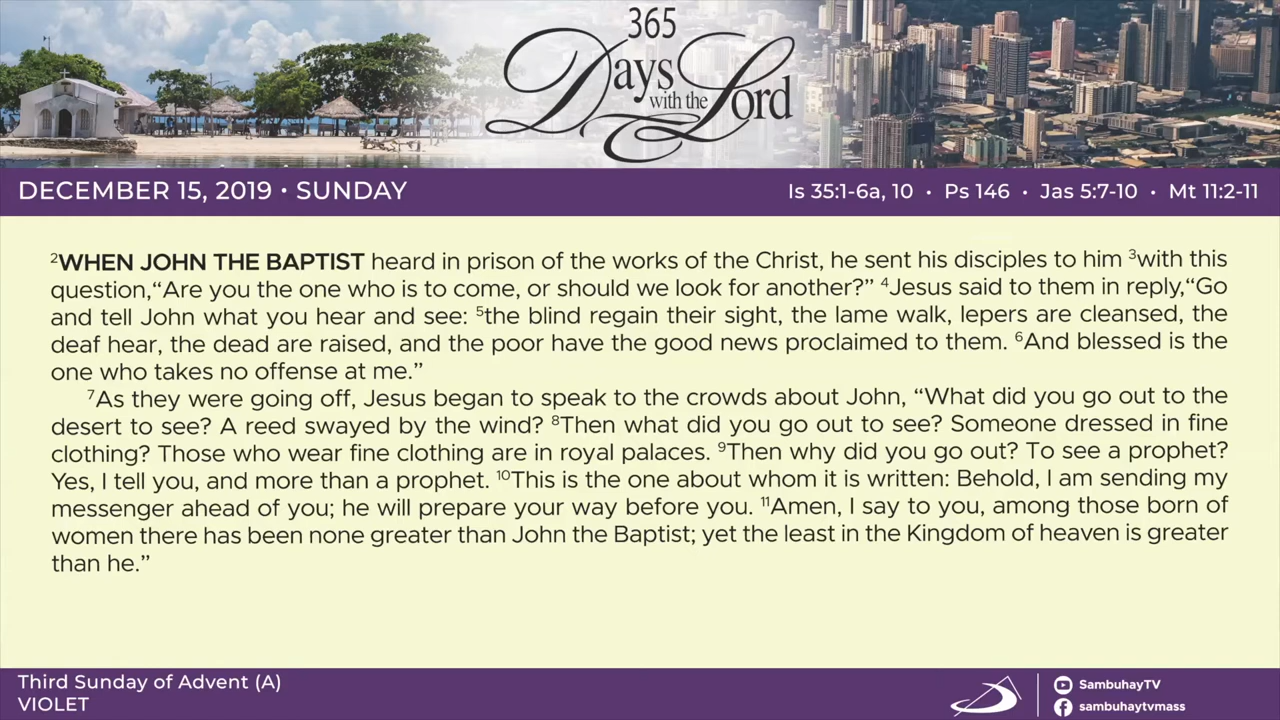 365
Days with the Lord
DECEMBER 15, 2019 • SUNDAY
Is 35:1-6a, 10 • Ps 146 • Jas 5:7-10 • Mt 11:2-11
²WHEN JOHN THE BAPTIST heard in prison of the works of the Christ, he sent his disciples to him ³with this
question,“Are you the one who is to come, or should we look for another?” ⁴Jesus said to them in reply,“Go
and tell John what you hear and see: ⁵the blind regain their sight, the lame walk, lepers are cleansed, the
deaf hear, the dead are raised, and the poor have the good news proclaimed to them. ⁶And blessed is the
one who takes no offense at me.”
⁷As they were going off, Jesus began to speak to the crowds about John, “What did you go out to the
desert to see? A reed swayed by the wind? ⁸Then what did you go out to see? Someone dressed in fine
clothing? Those who wear fine clothing are in royal palaces. ⁹Then why did you go out? To see a prophet?
Yes, I tell you, and more than a prophet. ¹⁰This is the one about whom it is written: Behold, I am sending my
messenger ahead of you; he will prepare your way before you. ¹¹Amen, I say to you, among those born of
women there has been none greater than John the Baptist; yet the least in the Kingdom of heaven is greater
than he.”
Third Sunday of Advent (A)
VIOLET
SambuhayTV
sambuhaytvmass